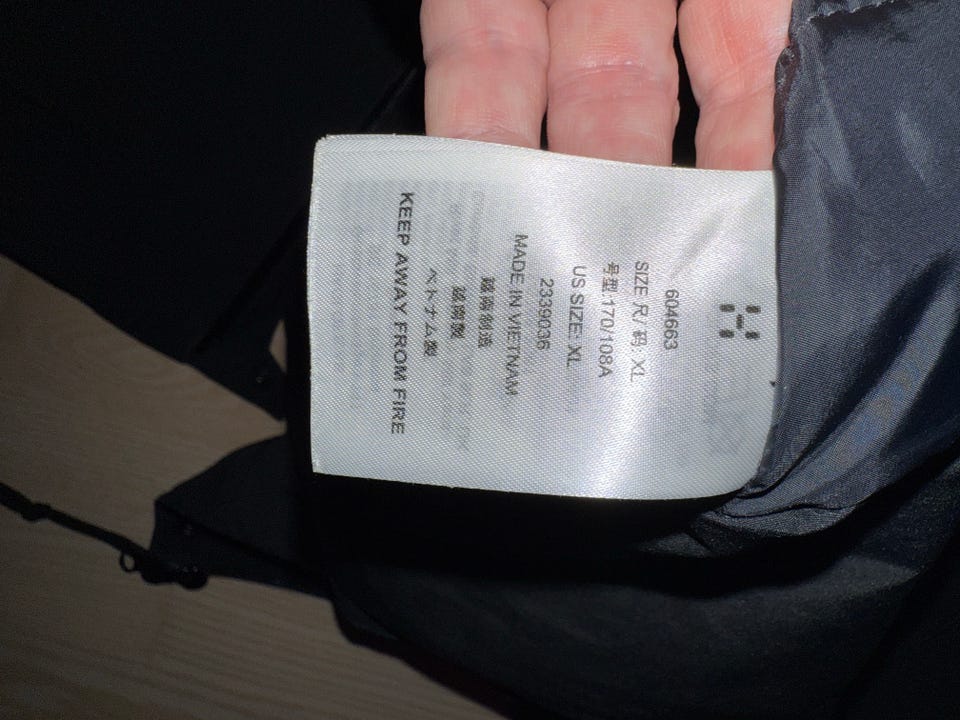 604663
SIZE 尺/码: XL
号型:170/108A
US SIZE: XL
2339036
MADE IN VIETNAM
越南制造
越南製
ベトナム製
KEEP AWAY FROM FIRE